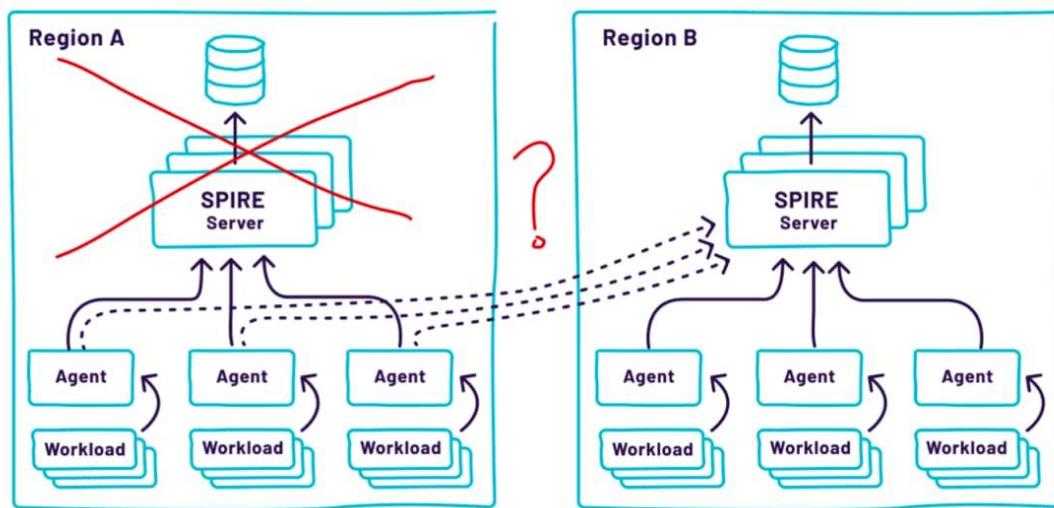 Region A
SPIRE
Server
Agent
Agent
Agent
Workload
Workload
Workload
?
Region B
SPIRE
Server
Agent
Agent
Agent
Workload
Workload
Workload